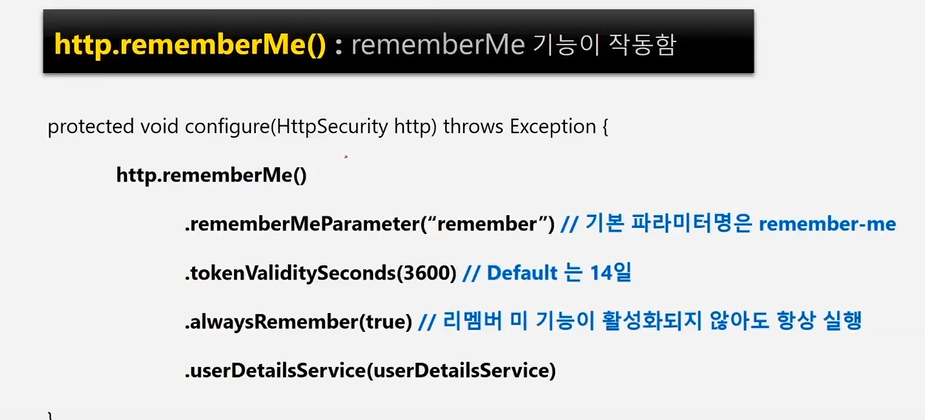 http.rememberMe() : rememberMe 기능이 작동함
protected void configure(HttpSecurity http) throws Exception {
http.rememberMe()
.rememberMeParameter(“remember”) // 기본 파라미터명은 remember-me
.tokenValiditySeconds(3600) // Default 는 14일
.alwaysRemember(true) // 리멤버 미 기능이 활성화되지 않아도 항상 실행
.userDetailsService(userDetailsService)
}